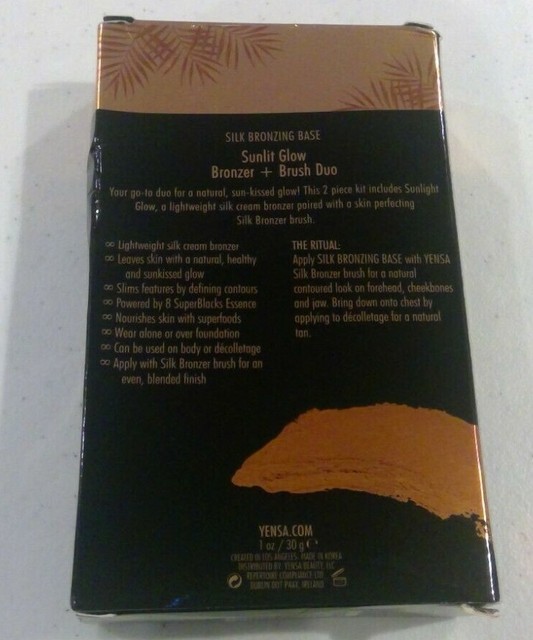 SILK BRONZING BASE
Sunlit Glow
Bronzer + Brush Duo
Your go-to duo for a natural, sun-kissed glow! This 2 piece kit includes Sunlight
Glow, a lightweight silk cream bronzer paired with a skin perfecting
Silk Bronzer brush.
∞ Lightweight silk cream bronzer
∞ Leaves skin with a natural, healthy
and sunkissed glow
∞ Slims features by defining contours
∞ Powered by 8 SuperBlacks Essence
∞ Nourishes skin with superfoods
∞ Wear alone or over foundation
∞ Can be used on body or décolletage
∞ Apply with Silk Bronzer brush for an
even, blended finish
THE RITUAL:
Apply SILK BRONZING BASE with YENSA
Silk Bronzer brush for a natural
contoured look on forehead, cheekbones
and jaw. Bring down onto chest by
applying to décolletage for a natural
tan.
YENSA.COM
1 oz / 30 g
CREATED IN LOS ANGELES. MADE IN KOREA
DISTRIBUTED BY: YENSA BEAUTY, LLC
COMPLIANCE LTD
IRELAND